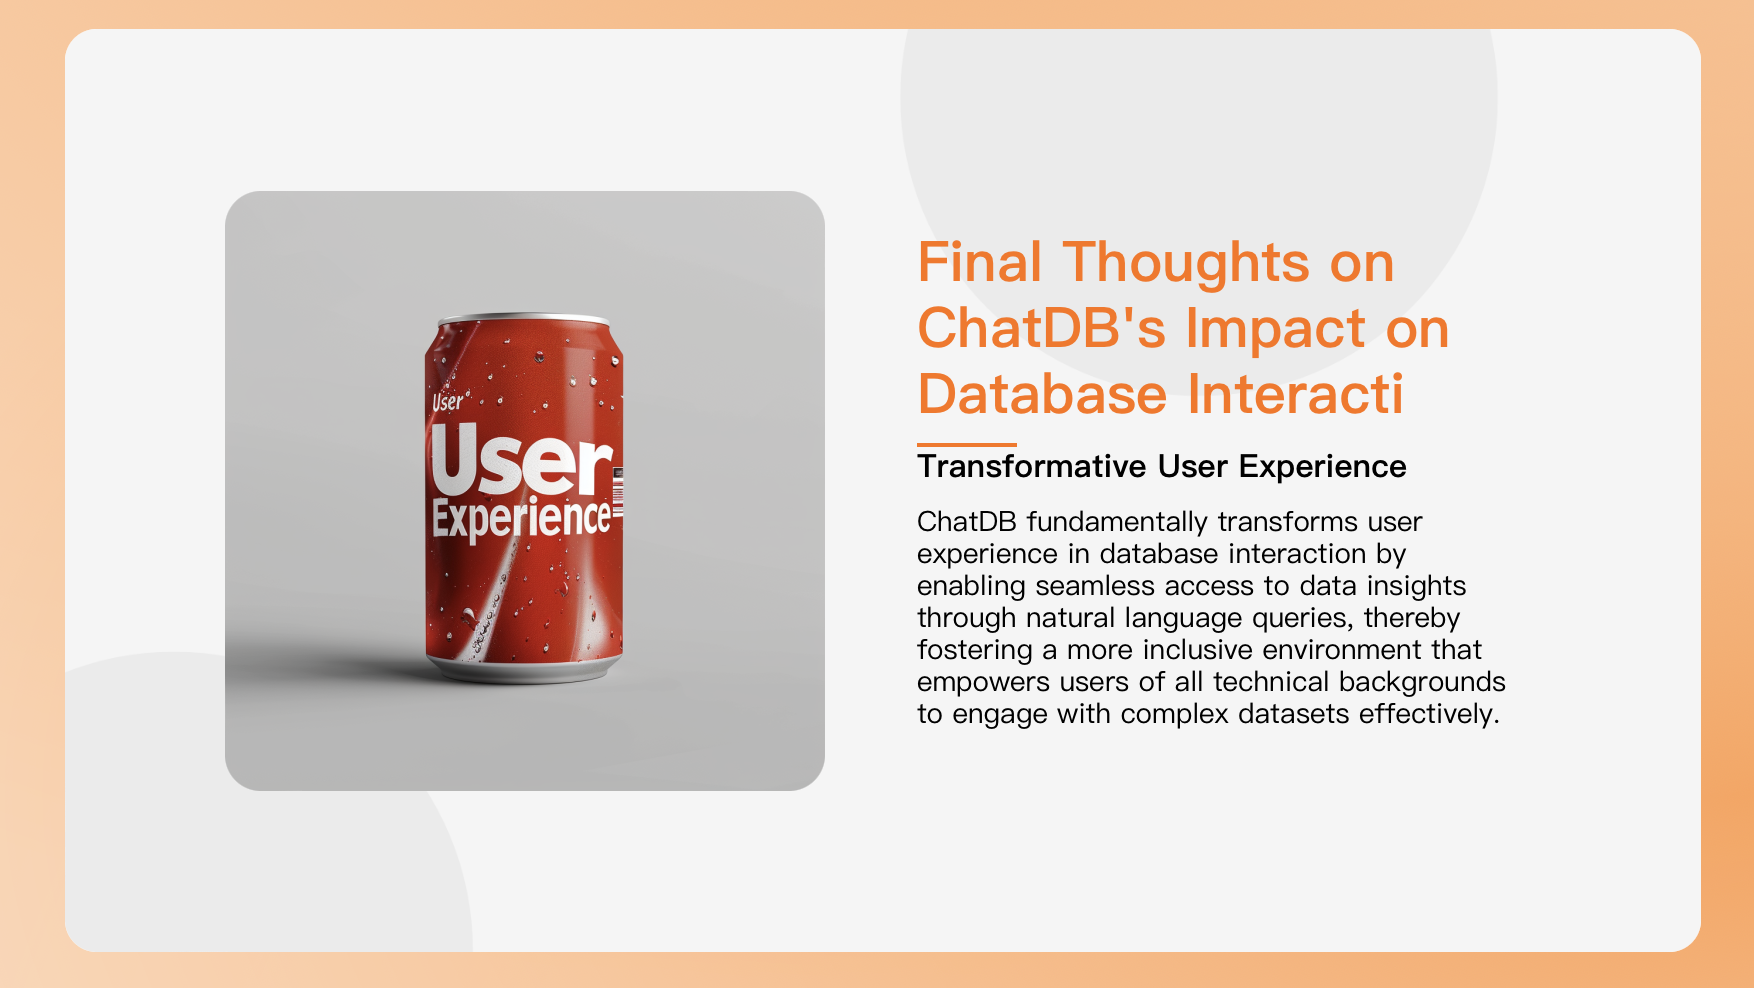 User
User
Experience
Final Thoughts on
ChatDB's Impact on
Database Interacti
Transformative User Experience
ChatDB fundamentally transforms user
experience in database interaction by
enabling seamless access to data insights
through natural language queries, thereby
fostering a more inclusive environment that
empowers users of all technical backgrounds
to engage with complex datasets effectively.